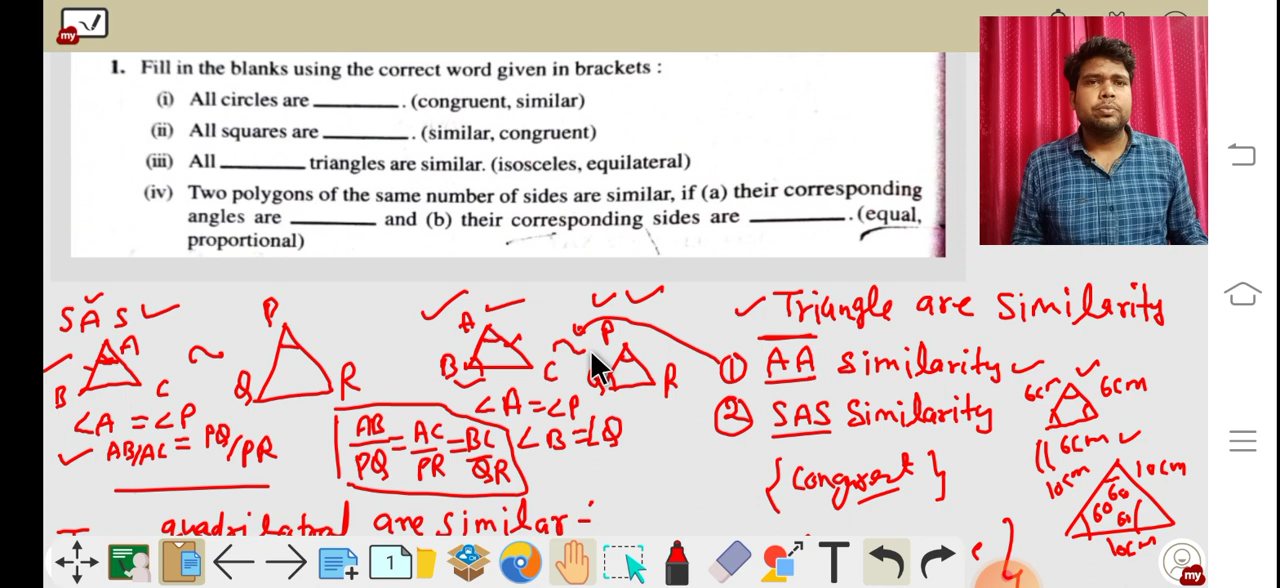 my
1. Fill in the blanks using the correct word given in brackets :
(i) All circles are ________. (congruent, similar)
(ii) All squares are ________. (similar, congruent)
(iii) All ________ triangles are similar. (isosceles, equilateral)
(iv) Two polygons of the same number of sides are similar, if (a) their corresponding
angles are ________ and (b) their corresponding sides are ________. (equal,
proportional)
SAS ✓
A
B
C
~
P
Q
R
∠A = ∠P
✓ AB/AC = PQ/PR
A
B
C
~
P
R
∠A = ∠P
∠B = ∠Q
AB/PQ = AC/PR = BC/QR
✓ Triangle are similarity
① AA similarity ✓
② SAS similarity
{ Congruent }
6cm
6cm
6cm ✓
10cm
10cm
60
60
60
10cm
quadrilatral are similar :-
1
T
my